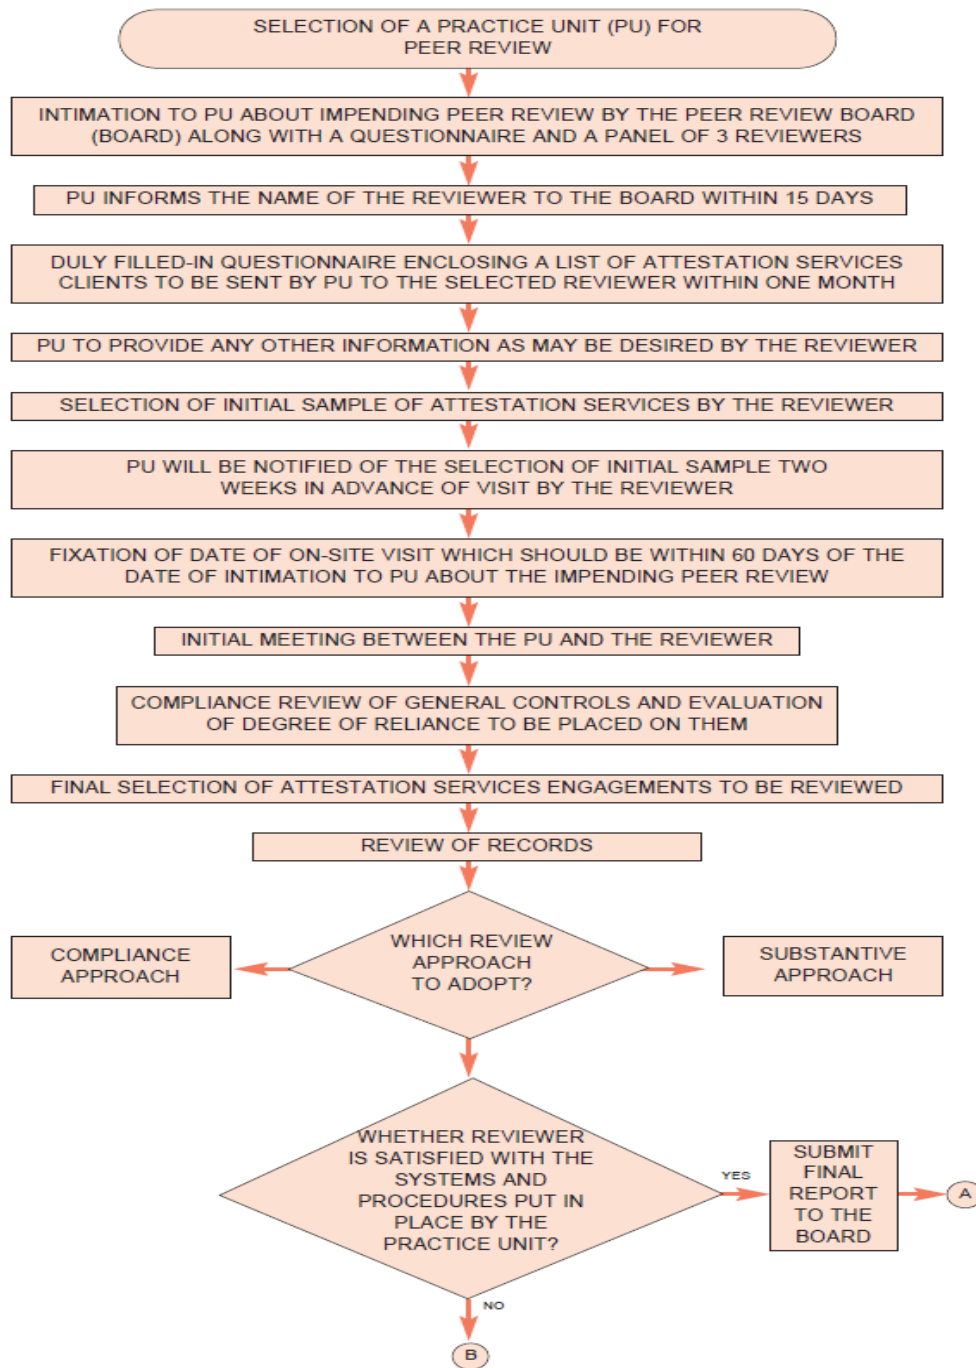 SELECTION OF A PRACTICE UNIT (PU) FOR
PEER REVIEW
INTIMATION TO PU ABOUT IMPENDING PEER REVIEW BY THE PEER REVIEW BOARD
(BOARD) ALONG WITH A QUESTIONNAIRE AND A PANEL OF 3 REVIEWERS
PU INFORMS THE NAME OF THE REVIEWER TO THE BOARD WITHIN 15 DAYS
DULY FILLED-IN QUESTIONNAIRE ENCLOSING A LIST OF ATTESTATION SERVICES
CLIENTS TO BE SENT BY PU TO THE SELECTED REVIEWER WITHIN ONE MONTH
PU TO PROVIDE ANY OTHER INFORMATION AS MAY BE DESIRED BY THE REVIEWER
SELECTION OF INITIAL SAMPLE OF ATTESTATION SERVICES BY THE REVIEWER
PU WILL BE NOTIFIED OF THE SELECTION OF INITIAL SAMPLE TWO
WEEKS IN ADVANCE OF VISIT BY THE REVIEWER
FIXATION OF DATE OF ON-SITE VISIT WHICH SHOULD BE WITHIN 60 DAYS OF THE
DATE OF INTIMATION TO PU ABOUT THE IMPENDING PEER REVIEW
INITIAL MEETING BETWEEN THE PU AND THE REVIEWER
COMPLIANCE REVIEW OF GENERAL CONTROLS AND EVALUATION
OF DEGREE OF RELIANCE TO BE PLACED ON THEM
FINAL SELECTION OF ATTESTATION SERVICES ENGAGEMENTS TO BE REVIEWED
REVIEW OF RECORDS
COMPLIANCE
APPROACH
WHICH REVIEW
APPROACH
TO ADOPT?
SUBSTANTIVE
APPROACH
WHETHER REVIEWER
IS SATISFIED WITH THE
SYSTEMS AND
PROCEDURES PUT IN
PLACE BY THE
PRACTICE UNIT?
YES
SUBMIT
FINAL
REPORT
TO THE
BOARD
A
NO
B